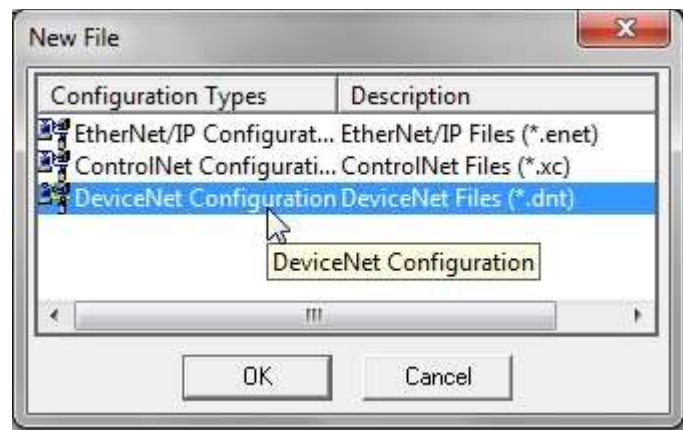 New File
Configuration Types Description
EtherNet/IP Configurat... EtherNet/IP Files (*.enet)
ControlNet Configurati... ControlNet Files (*.xc)
DeviceNet Configuration DeviceNet Files (*.dnt)
DeviceNet Configuration
OK Cancel